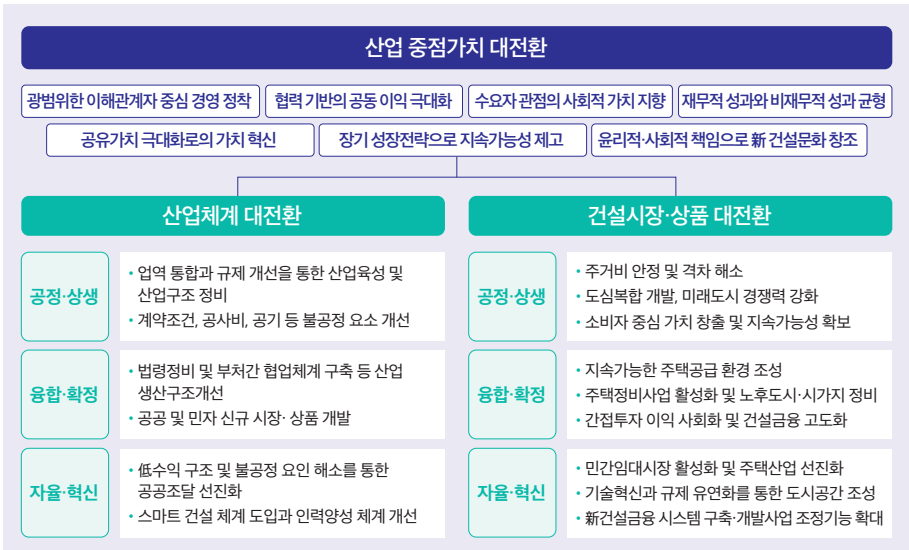 산업 중점가치 대전환
광범위한 이해관계자 중심 경영 정착
협력 기반의 공동 이익 극대화
수요자 관점의 사회적 가치 지향
재무적 성과와 비재무적 성과 균형
공유가치 극대화로의 가치 혁신
장기 성장전략으로 지속가능성 제고
윤리적·사회적 책임으로 新 건설문화 창조
산업체계 대전환
공정·상생
• 업역 통합과 규제 개선을 통한 산업육성 및
산업구조 정비
• 계약조건, 공사비, 공기 등 불공정 요소 개선
융합·확정
• 법령정비 및 부처간 협업체계 구축 등 산업
생산구조개선
• 공공 및 민자 신규 시장· 상품 개발
자율·혁신
• 低수익 구조 및 불공정 요인 해소를 통한
공공조달 선진화
• 스마트 건설 체계 도입과 인력양성 체계 개선
건설시장·상품 대전환
공정·상생
• 주거비 안정 및 격차 해소
• 도심복합 개발, 미래도시 경쟁력 강화
• 소비자 중심 가치 창출 및 지속가능성 확보
융합·확정
• 지속가능한 주택공급 환경 조성
• 주택정비사업 활성화 및 노후도시·시가지 정비
• 간접투자 이익 사회화 및 건설금융 고도화
자율·혁신
• 민간임대시장 활성화 및 주택산업 선진화
• 기술혁신과 규제 유연화를 통한 도시공간 조성
• 新건설금융 시스템 구축·개발사업 조정기능 확대